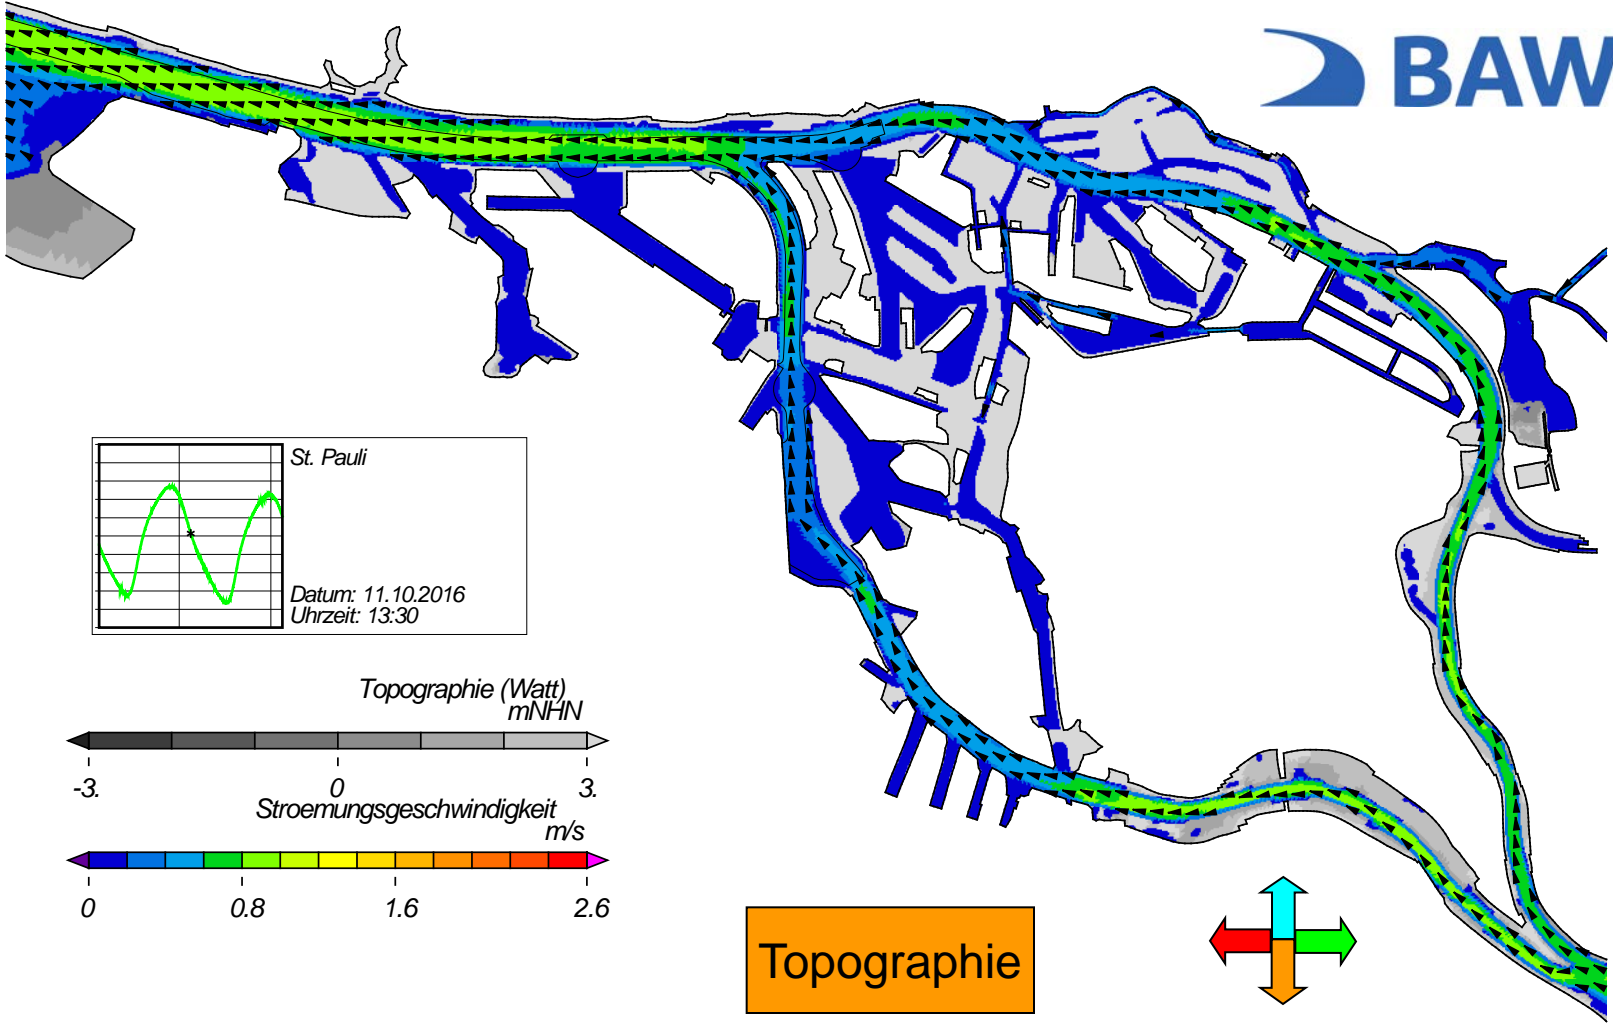 BAW
St. Pauli
Datum: 11.10.2016
Uhrzeit: 13:30
Topographie (Watt)
mNHN
-3. 0 3.
Stroemungsgeschwindigkeit
m/s
0 0.8 1.6 2.6
Topographie